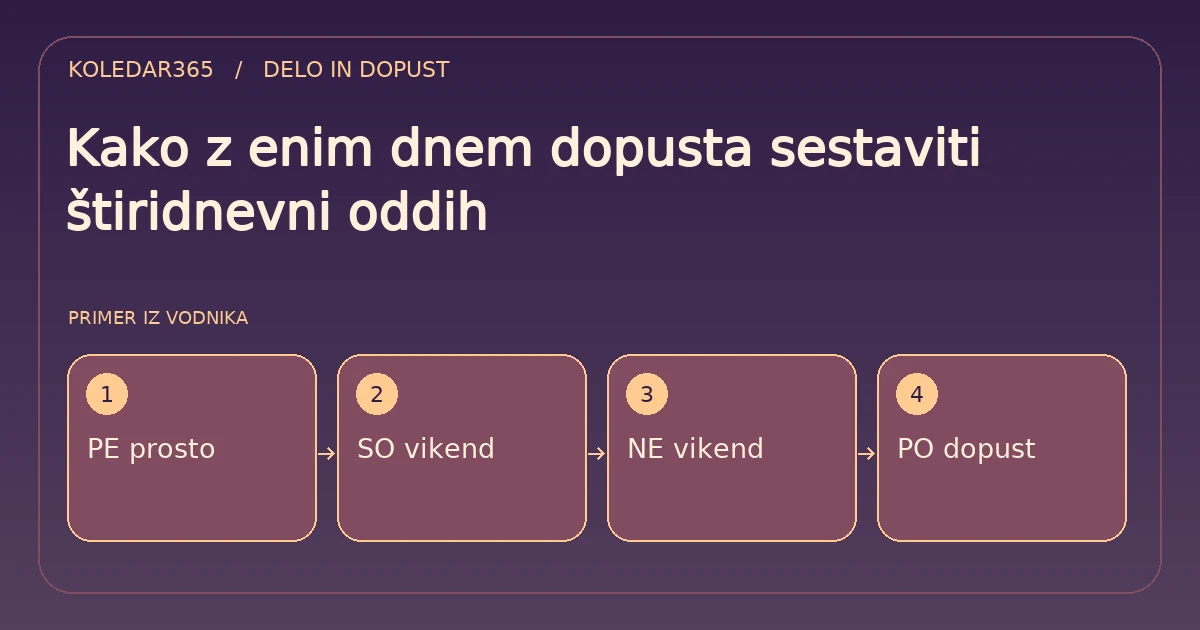 KOLEDAR365 / DELO IN DOPUST
Kako z enim dnem dopusta sestaviti
štiridnevni oddih
PRIMER IZ VODNIKA
1
PE prosto
→
2
SO vikend
→
3
NE vikend
→
4
PO dopust